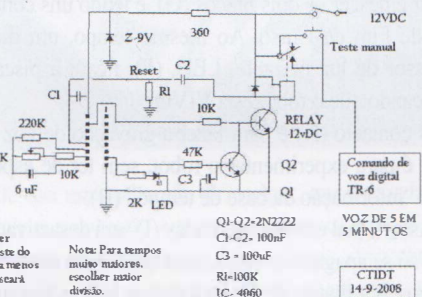 12VDC
360
Z-9V
Teste manual
Reset
C2
R1
C1
10K
220K
RELAY
12vDC
47K
K
10K
Q2
6 uF
C3
Q1
2K LED
Comando de
voz digital
TR-6
Q1-Q2-2N2222
C1-C2- 100nF
C3 = 100uF
R1=100K
IC- 4060
VOZ DE 5 EM
5 MINUTOS
Nota: Para tempos
muito maiores,
escolher maior
divisão.
ste do
a menos
seará
CTIDT
14-9-2008